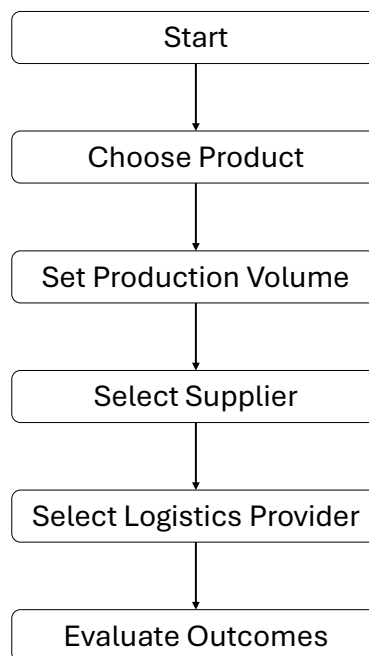 Start
Choose Product
Set Production Volume
Select Supplier
Select Logistics Provider
Evaluate Outcomes